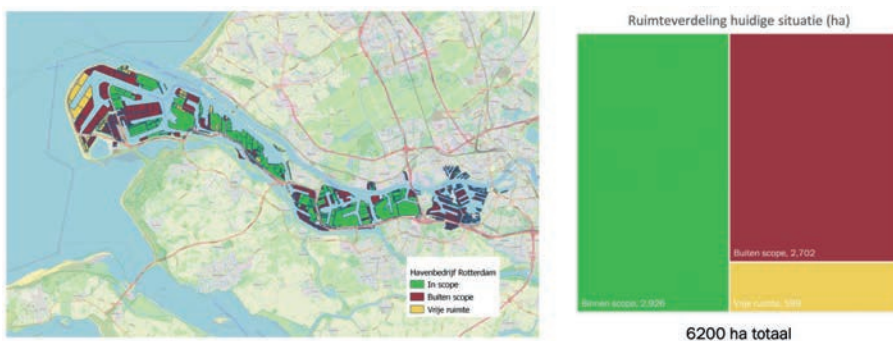 Havenbedrijf Rotterdam
In scope
Buiten scope
Vrije ruimte
Ruimteverdeling huidige situatie (ha)
Buiten scope, 2,702
Binnen scope, 2,926
Vrije ruimte, 589
6200 ha totaal